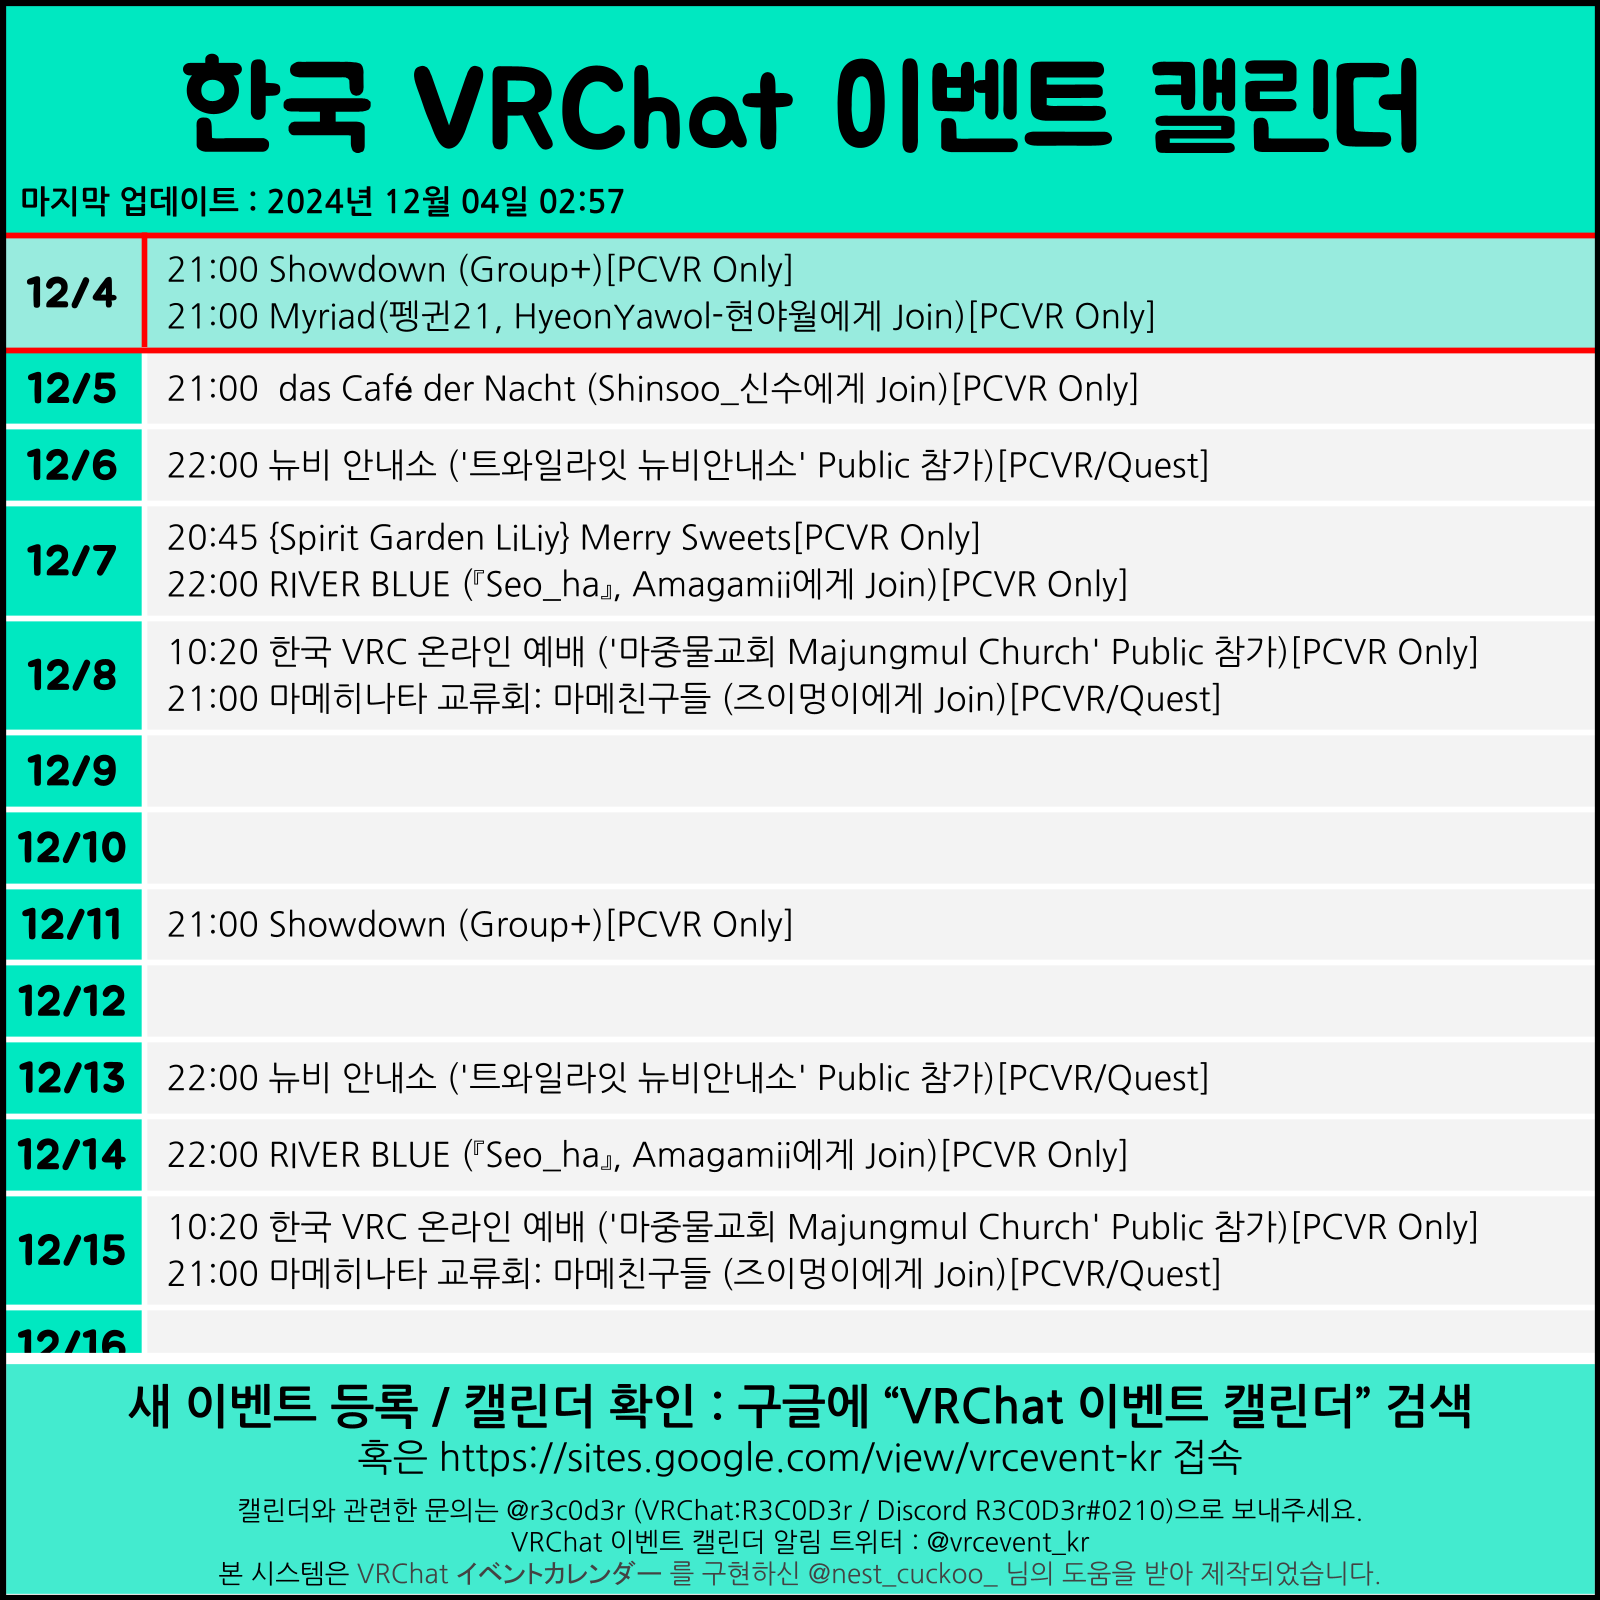 한국 VRChat 이벤트 캘린더
마지막 업데이트 : 2024년 12월 04일 02:57
12/4
21:00 Showdown (Group+)[PCVR Only]
21:00 Myriad(펭귄21, HyeonYawol-현야월에게 Join)[PCVR Only]
12/5
21:00  das Café der Nacht (Shinsoo_신수에게 Join)[PCVR Only]
12/6
22:00 뉴비 안내소 ('트와일라잇 뉴비안내소' Public 참가)[PCVR/Quest]
12/7
20:45 {Spirit Garden LiLiy} Merry Sweets[PCVR Only]
22:00 RIVER BLUE (『Seo_ha』, Amagamii에게 Join)[PCVR Only]
12/8
10:20 한국 VRC 온라인 예배 ('마중물교회 Majungmul Church' Public 참가)[PCVR Only]
21:00 마메히나타 교류회: 마메친구들 (즈이멍이에게 Join)[PCVR/Quest]
12/9
12/10
12/11
21:00 Showdown (Group+)[PCVR Only]
12/12
12/13
22:00 뉴비 안내소 ('트와일라잇 뉴비안내소' Public 참가)[PCVR/Quest]
12/14
22:00 RIVER BLUE (『Seo_ha』, Amagamii에게 Join)[PCVR Only]
12/15
10:20 한국 VRC 온라인 예배 ('마중물교회 Majungmul Church' Public 참가)[PCVR Only]
21:00 마메히나타 교류회: 마메친구들 (즈이멍이에게 Join)[PCVR/Quest]
12/16
새 이벤트 등록 / 캘린더 확인 : 구글에 “VRChat 이벤트 캘린더” 검색
혹은 https://sites.google.com/view/vrcevent-kr 접속
캘린더와 관련한 문의는 @r3c0d3r (VRChat:R3C0D3r / Discord R3C0D3r#0210)으로 보내주세요.
VRChat 이벤트 캘린더 알림 트위터 : @vrcevent_kr
본 시스템은 VRChat イベントカレンダー 를 구현하신 @nest_cuckoo_ 님의 도움을 받아 제작되었습니다.